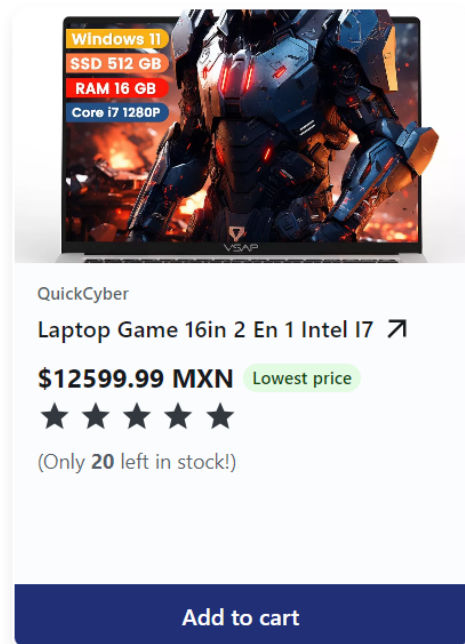 Windows 11
SSD 512 GB
RAM 16 GB
Core i7 1280P
VSAP
QuickCyber
Laptop Game 16in 2 En 1 Intel I7
$12599.99 MXN Lowest price
(Only 20 left in stock!)
Add to cart